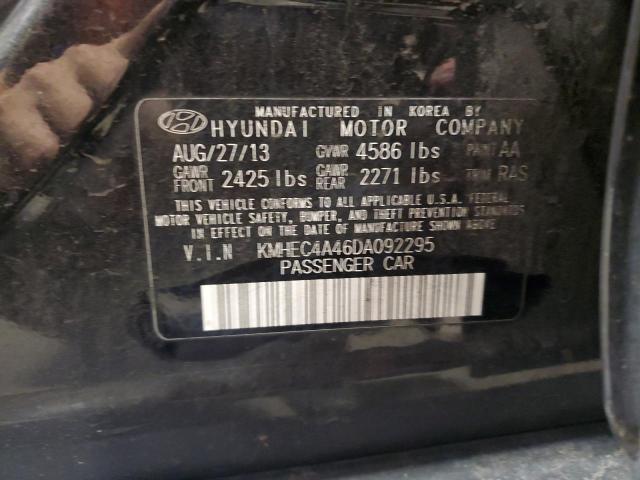 MANUFACTURED IN KOREA BY
HYUNDAI MOTOR COMPANY
AUG/27/13 GVWR 4586 lbs PAINT AA
GAWR FRONT 2425 lbs GAWR REAR 2271 lbs TRIM RAS
THIS VEHICLE CONFORMS TO ALL APPLICABLE U.S.A. FEDERAL
MOTOR VEHICLE SAFETY, BUMPER, AND THEFT PREVENTION STANDARDS
IN EFFECT ON THE DATE OF MANUFACTURE SHOWN ABOVE.
V.I.N KMHEC4A46DA092295
PASSENGER CAR